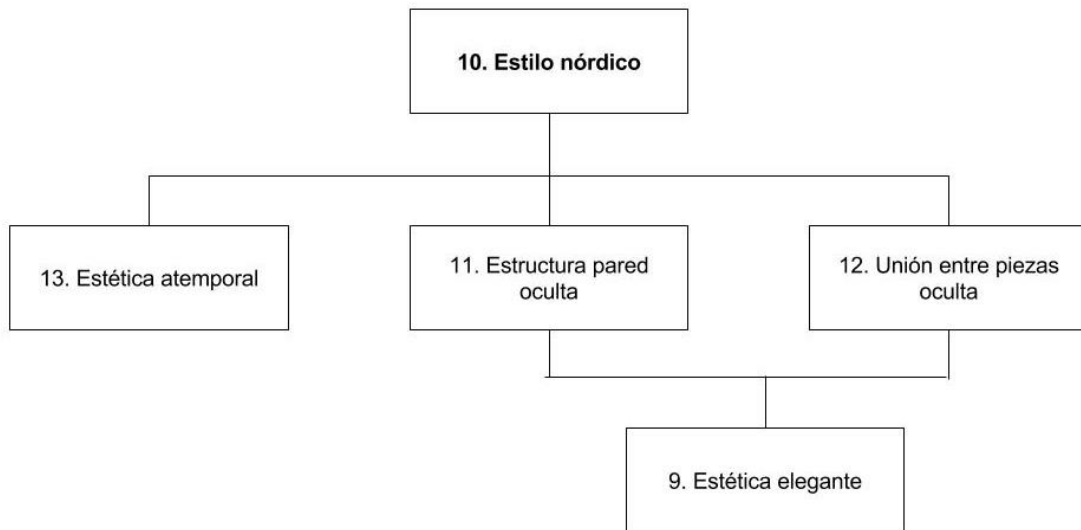 10. Estilo nórdico
13. Estética atemporal
11. Estructura pared
oculta
12. Unión entre piezas
oculta
9. Estética elegante